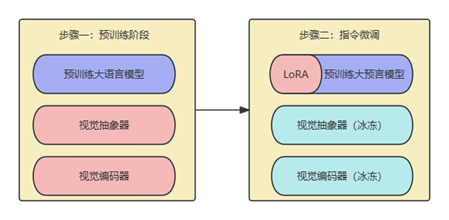 步骤一：预训练阶段
预训练大语言模型
视觉抽象器
视觉编码器
步骤二：指令微调
LoRA
预训练大预言模型
视觉抽象器（冰冻）
视觉编码器（冰冻）